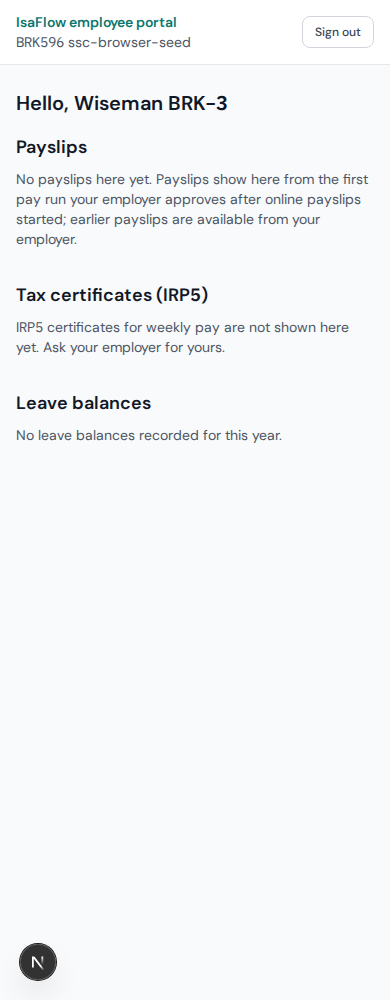 IsaFlow employee portal
BRK596 ssc-browser-seed
Sign out
Hello, Wiseman BRK-3
Payslips
No payslips here yet. Payslips show here from the first
pay run your employer approves after online payslips
started; earlier payslips are available from your
employer.
Tax certificates (IRP5)
IRP5 certificates for weekly pay are not shown here
yet. Ask your employer for yours.
Leave balances
No leave balances recorded for this year.
N